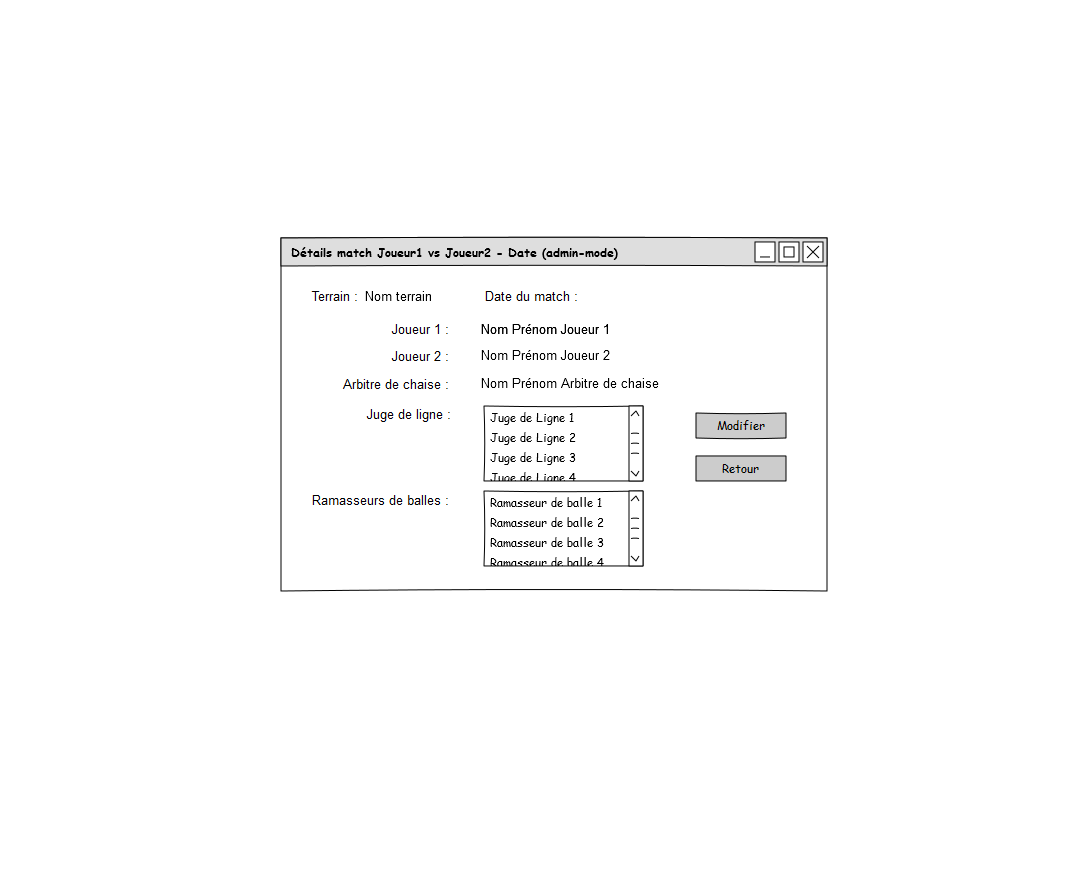 Détails match Joueur1 vs Joueur2 - Date (admin-mode)
Terrain : Nom terrain Date du match :
Joueur 1 : Nom Prénom Joueur 1
Joueur 2 : Nom Prénom Joueur 2
Arbitre de chaise : Nom Prénom Arbitre de chaise
Juge de ligne : Juge de Ligne 1
Juge de Ligne 2
Juge de Ligne 3
Juge de Ligne 4
Modifier
Retour
Ramasseurs de balles : Ramasseur de balle 1
Ramasseur de balle 2
Ramasseur de balle 3
Ramasseur de balle 4